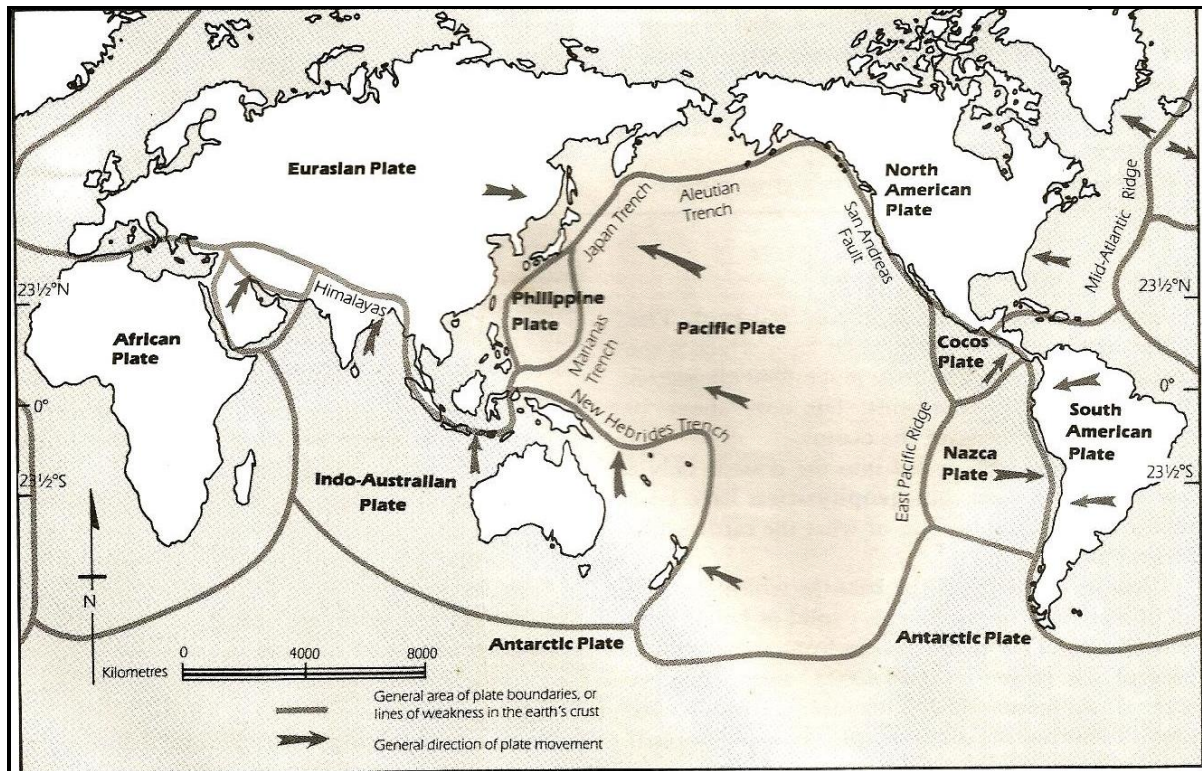 Eurasian Plate
North
American
Plate
Mid-Atlantic Ridge
Aleutian
Trench
Japan Trench
San Andreas
Fault
23½°N
23½°N
Himalayas
Philippine
Plate
African
Plate
Pacific Plate
Marianas
Trench
Cocos
Plate
0°
0°
New Hebrides Trench
South
American
Plate
East Pacific Ridge
Nazca
Plate
23½°S
23½°S
Indo-Australian
Plate
N
Antarctic Plate
Antarctic Plate
0 4000 8000
Kilometres
General area of plate boundaries, or
lines of weakness in the earth's crust
General direction of plate movement